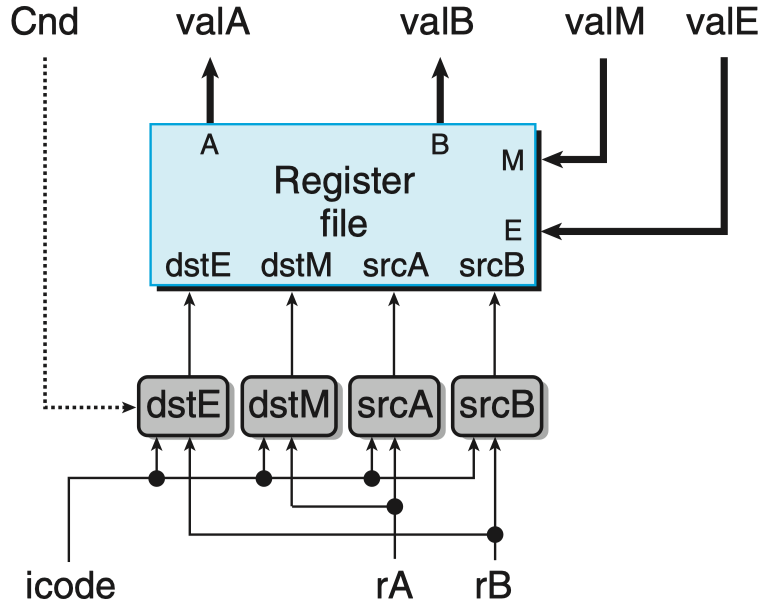 Cnd valA valB valM valE
A B
M
Register
file
E
dstE dstM srcA srcB
dstE dstM srcA srcB
icode rA rB